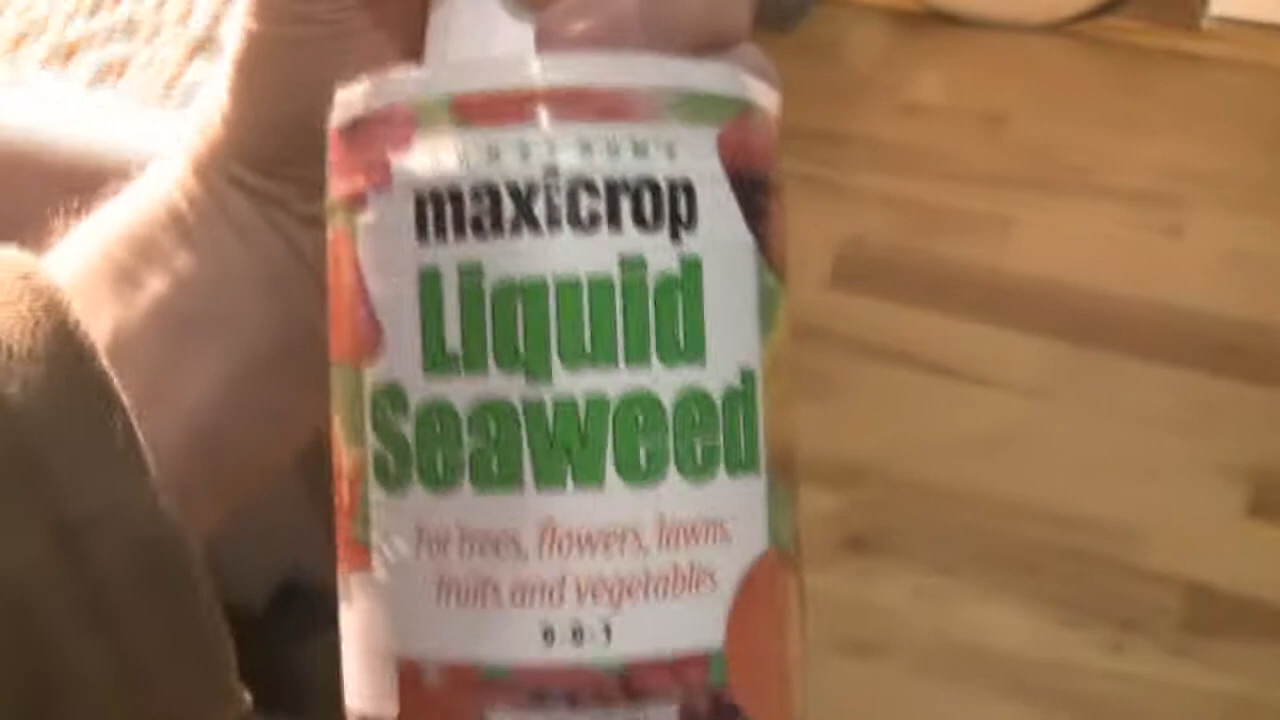 maxicrop
Liquid
Seaweed
For trees, flowers, lawns,
fruits and vegetables
0-0-1